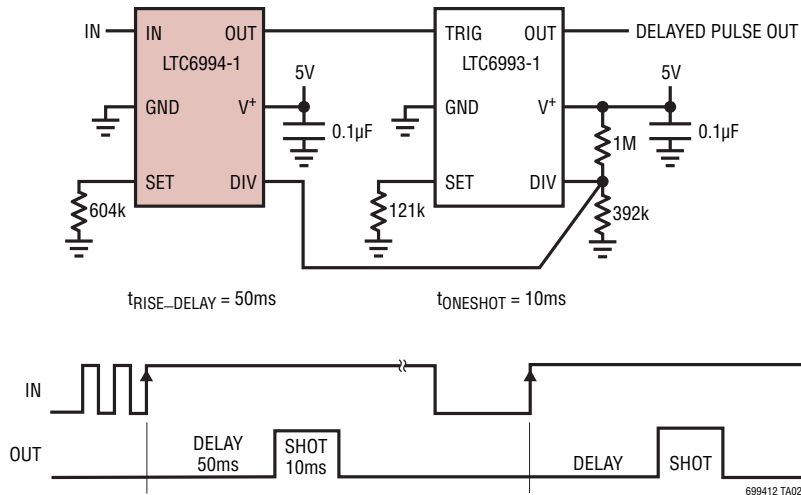 IN
IN
OUT
TRIG
OUT
DELAYED PULSE OUT
LTC6994-1
LTC6993-1
5V
5V
GND
V+
0.1µF
GND
V+
1M
0.1µF
SET
DIV
SET
DIV
604k
121k
392k
tRISE_DELAY = 50ms
tONESHOT = 10ms
IN
OUT
DELAY
50ms
SHOT
10ms
DELAY
SHOT
699412 TA02